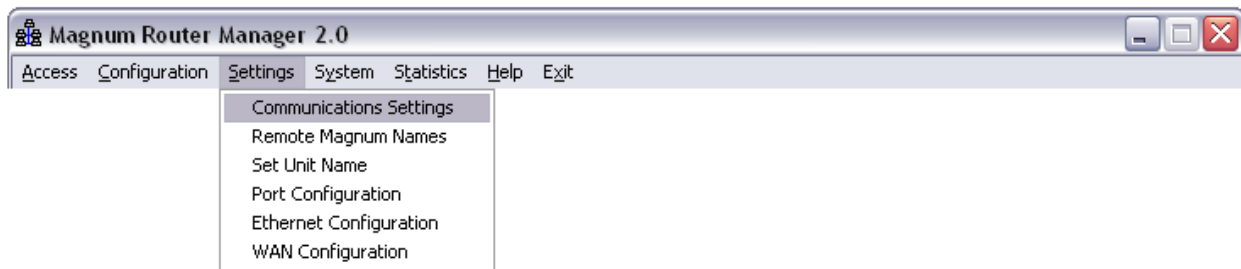 Magnum Router Manager 2.0
Access Configuration Settings System Statistics Help Exit
Communications Settings
Remote Magnum Names
Set Unit Name
Port Configuration
Ethernet Configuration
WAN Configuration